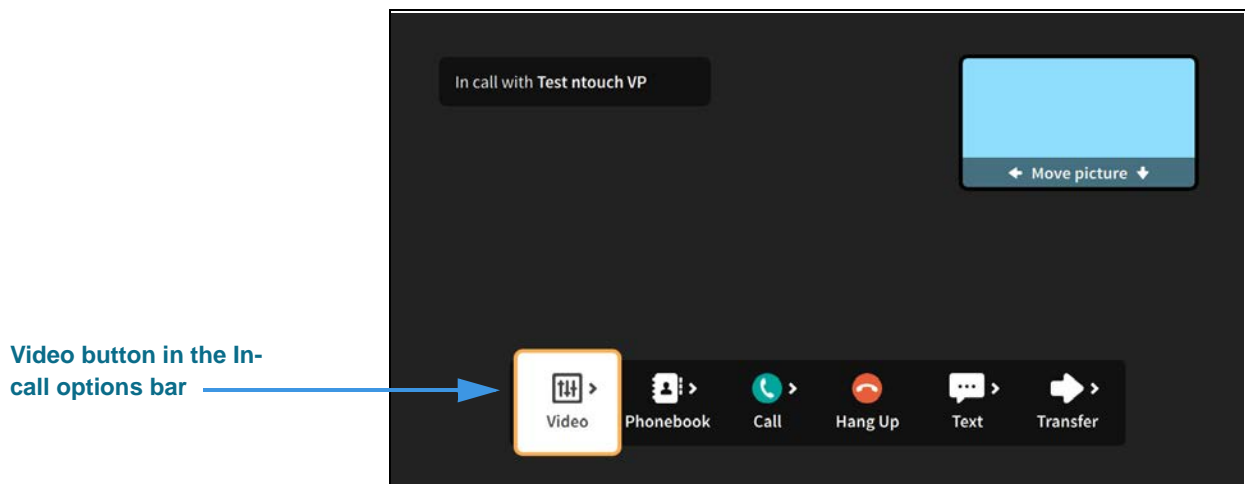 In call with Test ntouch VP
Move picture
Video button in the In-
call options bar
Video
Phonebook
Call
Hang Up
Text
Transfer